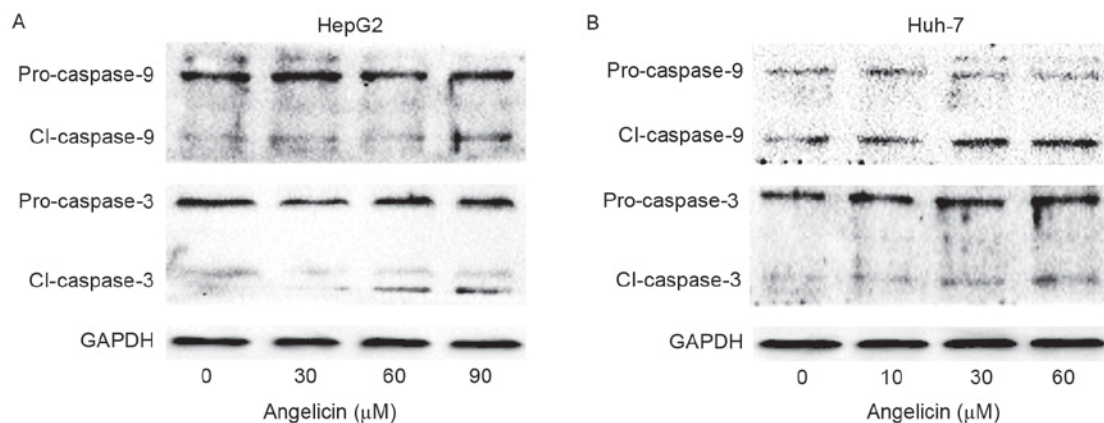 A
HepG2
Pro-caspase-9
Cl-caspase-9
Pro-caspase-3
Cl-caspase-3
GAPDH
0 30 60 90
Angelicin (μM)
B
Huh-7
Pro-caspase-9
Cl-caspase-9
Pro-caspase-3
Cl-caspase-3
GAPDH
0 10 30 60
Angelicin (μM)